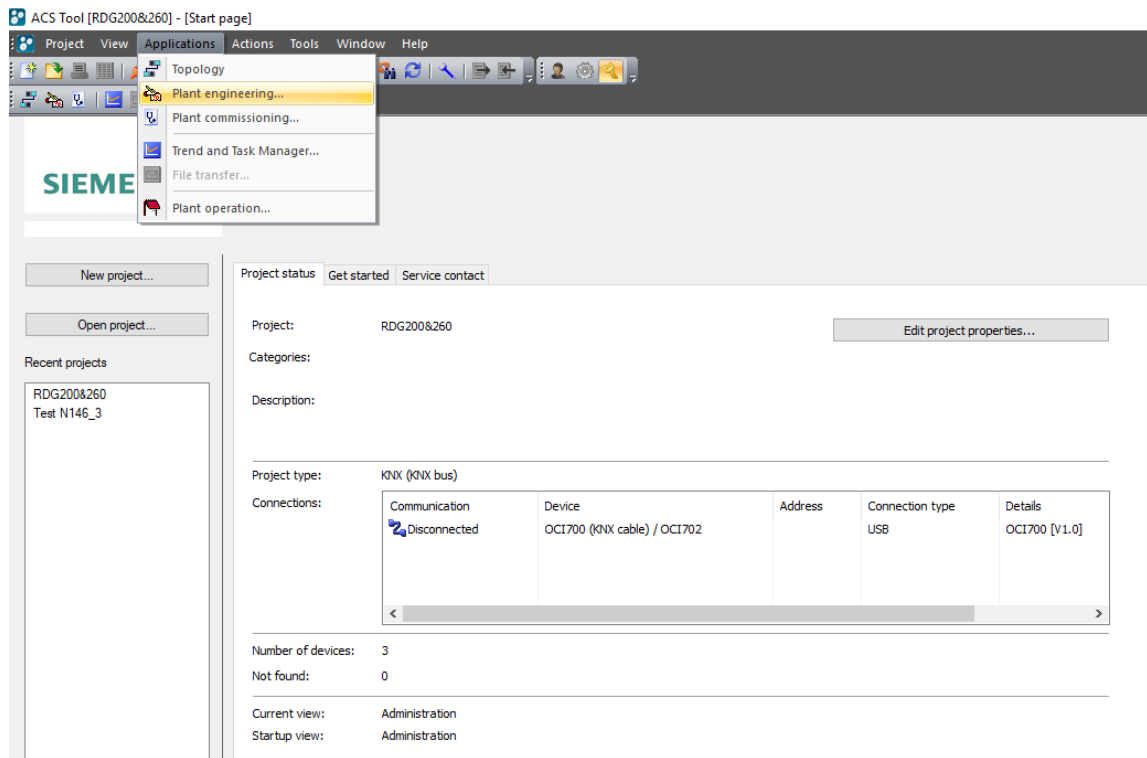 ACS Tool [RDG200&260] - [Start page]
Project View Applications Actions Tools Window Help
Topology
Plant engineering...
Plant commissioning...
Trend and Task Manager...
File transfer...
Plant operation...
SIEME
New project...
Open project...
Recent projects
RDG200&260
Test N146_3
Project status Get started Service contact
Project: RDG200&260
Edit project properties...
Categories:
Description:
Project type: KNX (KNX bus)
Connections:
Communication Device Address Connection type Details
Disconnected OCI700 (KNX cable) / OCI702 USB OCI700 [V1.0]
Number of devices: 3
Not found: 0
Current view: Administration
Startup view: Administration